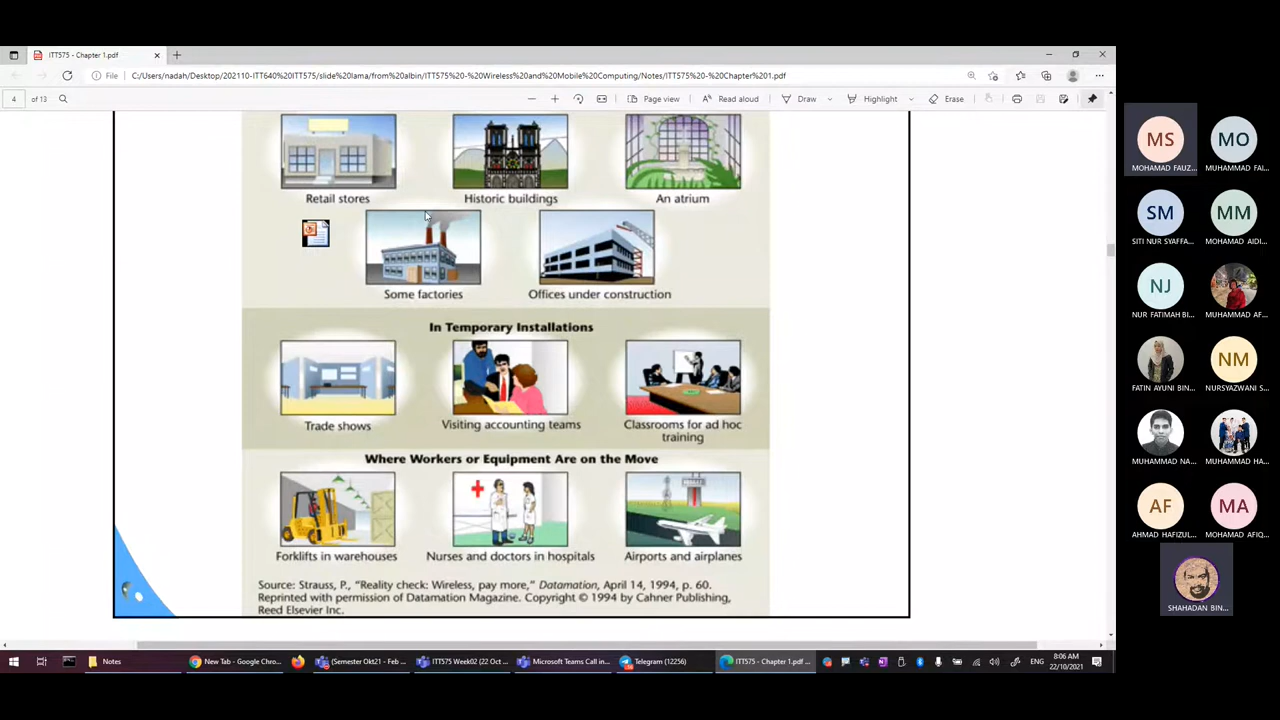 ITT575 - Chapter 1.pdf
File
C:/Users/nadah/Desktop/202110-ITT640%20ITT575/slide%20lama/from%20albin/ITT575%20-%20Wireless%20and%20Mobile%20Computing/Notes/ITT575%20-%20Chapter%201.pdf
4 of 13
Page view
Read aloud
Draw
Highlight
Erase
Retail stores
Historic buildings
An atrium
Some factories
Offices under construction
In Temporary Installations
Trade shows
Visiting accounting teams
Classrooms for ad hoc
training
Where Workers or Equipment Are on the Move
Forklifts in warehouses
Nurses and doctors in hospitals
Airports and airplanes
Source: Strauss, P., “Reality check: Wireless, pay more,” Datamation, April 14, 1994, p. 60.
Reprinted with permission of Datamation Magazine. Copyright © 1994 by Cahner Publishing,
Reed Elsevier Inc.
MS
MOHAMAD FAUZ...
MO
MUHAMMAD FAI...
SM
SITI NUR SYAFFA...
MM
MOHAMAD AIDI...
NJ
NUR FATIMAH BI...
MUHAMMAD AF...
FATIN AYUNI BIN...
NM
NURSYAZWANI S...
MUHAMMAD NA...
MUHAMMAD HA...
AF
AHMAD HAFIZUL...
MA
MOHAMAD AFIQ...
SHAHADAN BIN...
Notes
New Tab - Google Chro...
(Semester Okt21 - Feb ...
ITT575 Week02 (22 Oct ...
Microsoft Teams Call in...
Telegram (12256)
ITT575 - Chapter 1.pdf ...
ENG
8:06 AM
22/10/2021